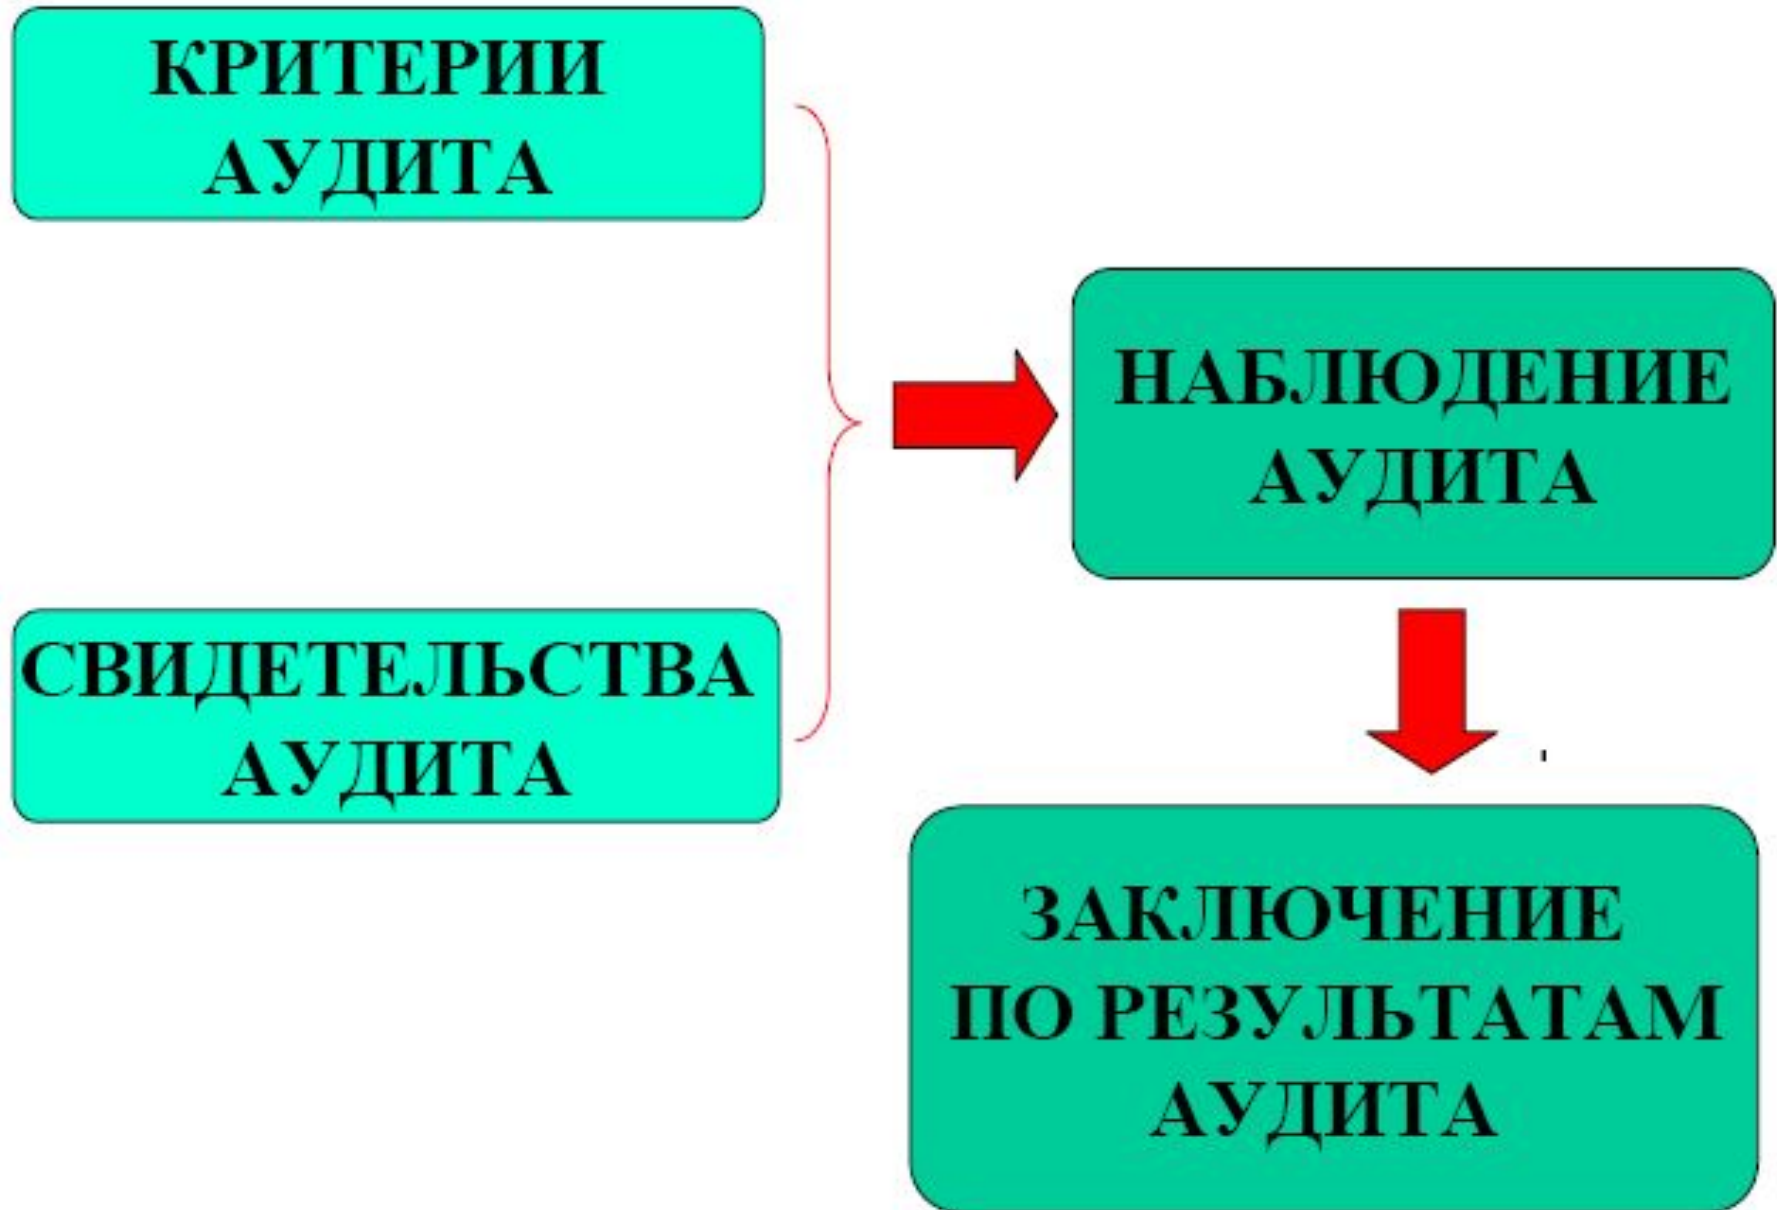 КРИТЕРИИ
АУДИТА
СВИДЕТЕЛЬСТВА
АУДИТА
НАБЛЮДЕНИЕ
АУДИТА
ЗАКЛЮЧЕНИЕ
ПО РЕЗУЛЬТАТАМ
АУДИТА